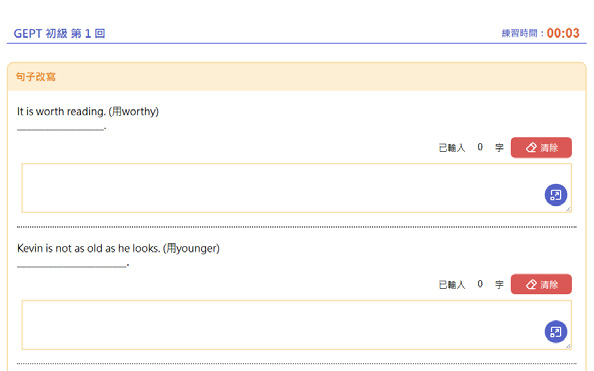 GEPT 初級 第 1 回
練習時間：00:03
句子改寫
It is worth reading. (用worthy)
__________________.
已輸入 0 字 清除
Kevin is not as old as he looks. (用younger)
_______________________.
已輸入 0 字 清除